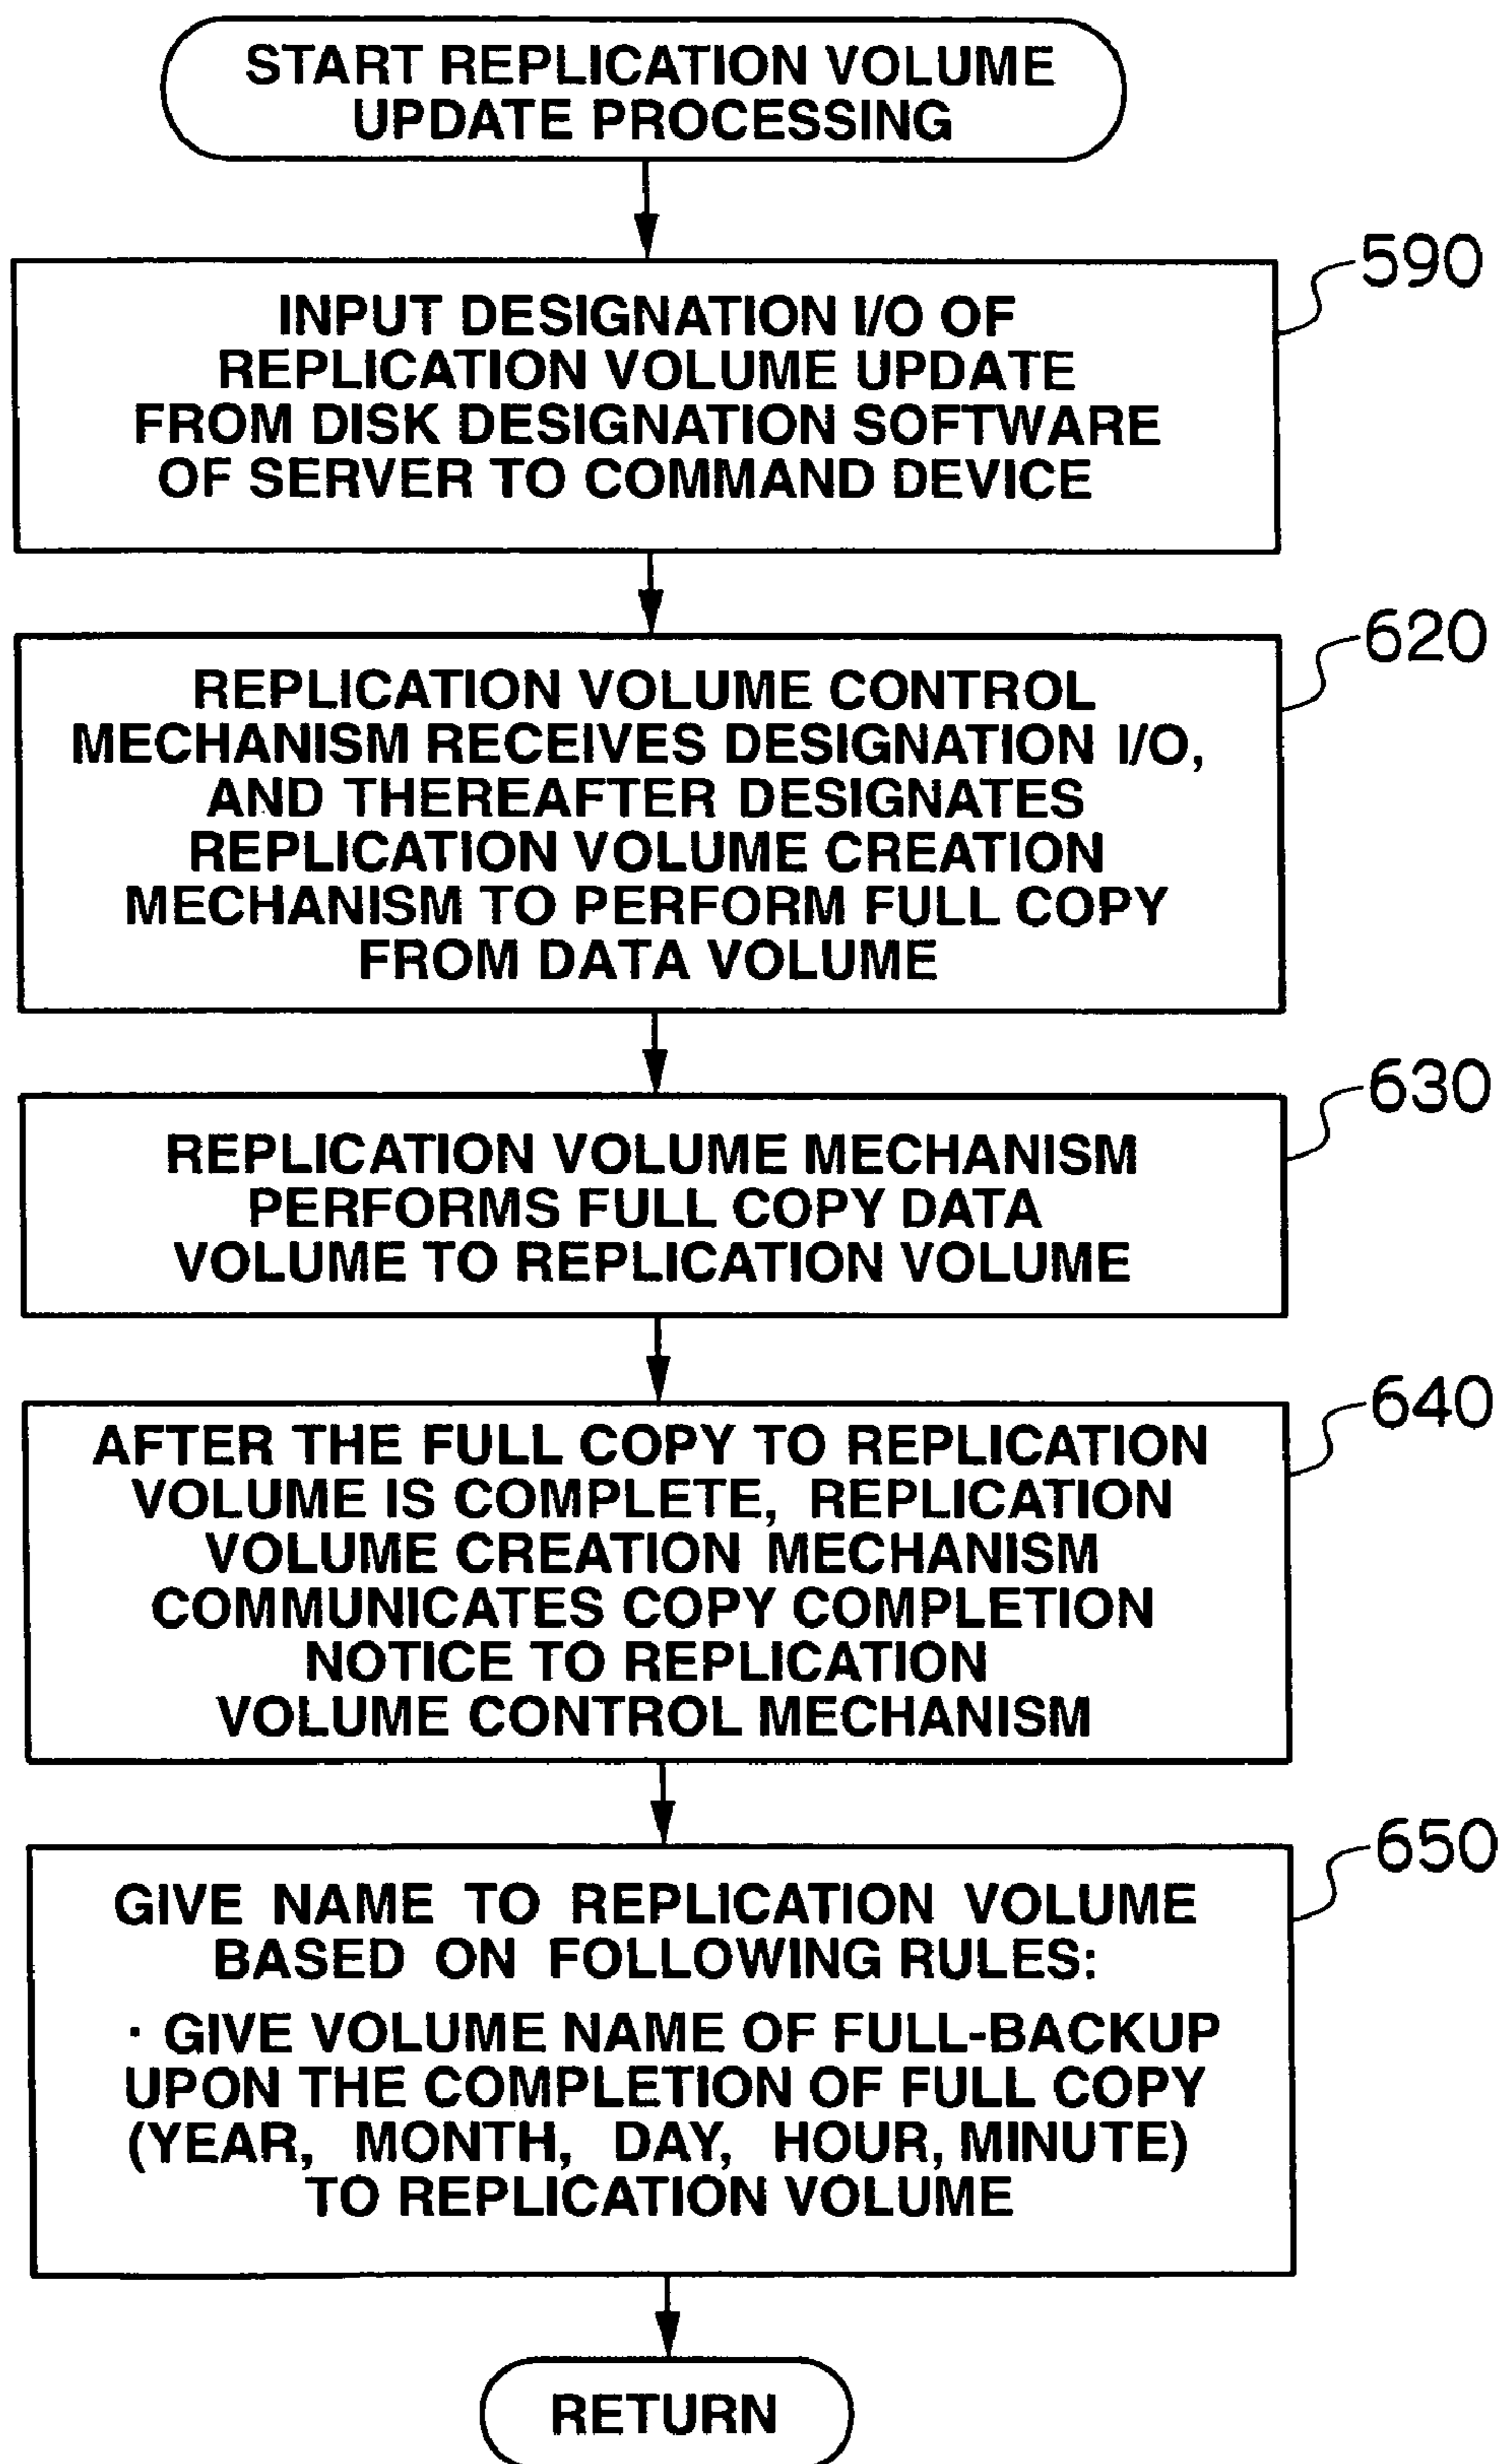 START REPLICATION VOLUME
UPDATE PROCESSING
590
INPUT DESIGNATION I/O OF
REPLICATION VOLUME UPDATE
FROM DISK DESIGNATION SOFTWARE
OF SERVER TO COMMAND DEVICE
620
REPLICATION VOLUME CONTROL
MECHANISM RECEIVES DESIGNATION I/O,
AND THEREAFTER DESIGNATES
REPLICATION VOLUME CREATION
MECHANISM TO PERFORM FULL COPY
FROM DATA VOLUME
630
REPLICATION VOLUME MECHANISM
PERFORMS FULL COPY DATA
VOLUME TO REPLICATION VOLUME
640
AFTER THE FULL COPY TO REPLICATION
VOLUME IS COMPLETE, REPLICATION
VOLUME CREATION MECHANISM
COMMUNICATES COPY COMPLETION
NOTICE TO REPLICATION
VOLUME CONTROL MECHANISM
650
GIVE NAME TO REPLICATION VOLUME
BASED ON FOLLOWING RULES:
· GIVE VOLUME NAME OF FULL-BACKUP
UPON THE COMPLETION OF FULL COPY
(YEAR, MONTH, DAY, HOUR, MINUTE)
TO REPLICATION VOLUME
RETURN